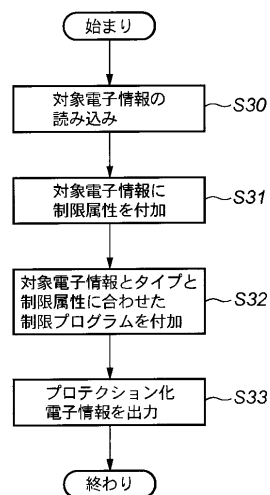 始まり
対象電子情報の
読み込み
S30
対象電子情報に
制限属性を付加
S31
対象電子情報とタイプと
制限属性に合わせた
制限プログラムを付加
S32
プロテクション化
電子情報を出力
S33
終わり